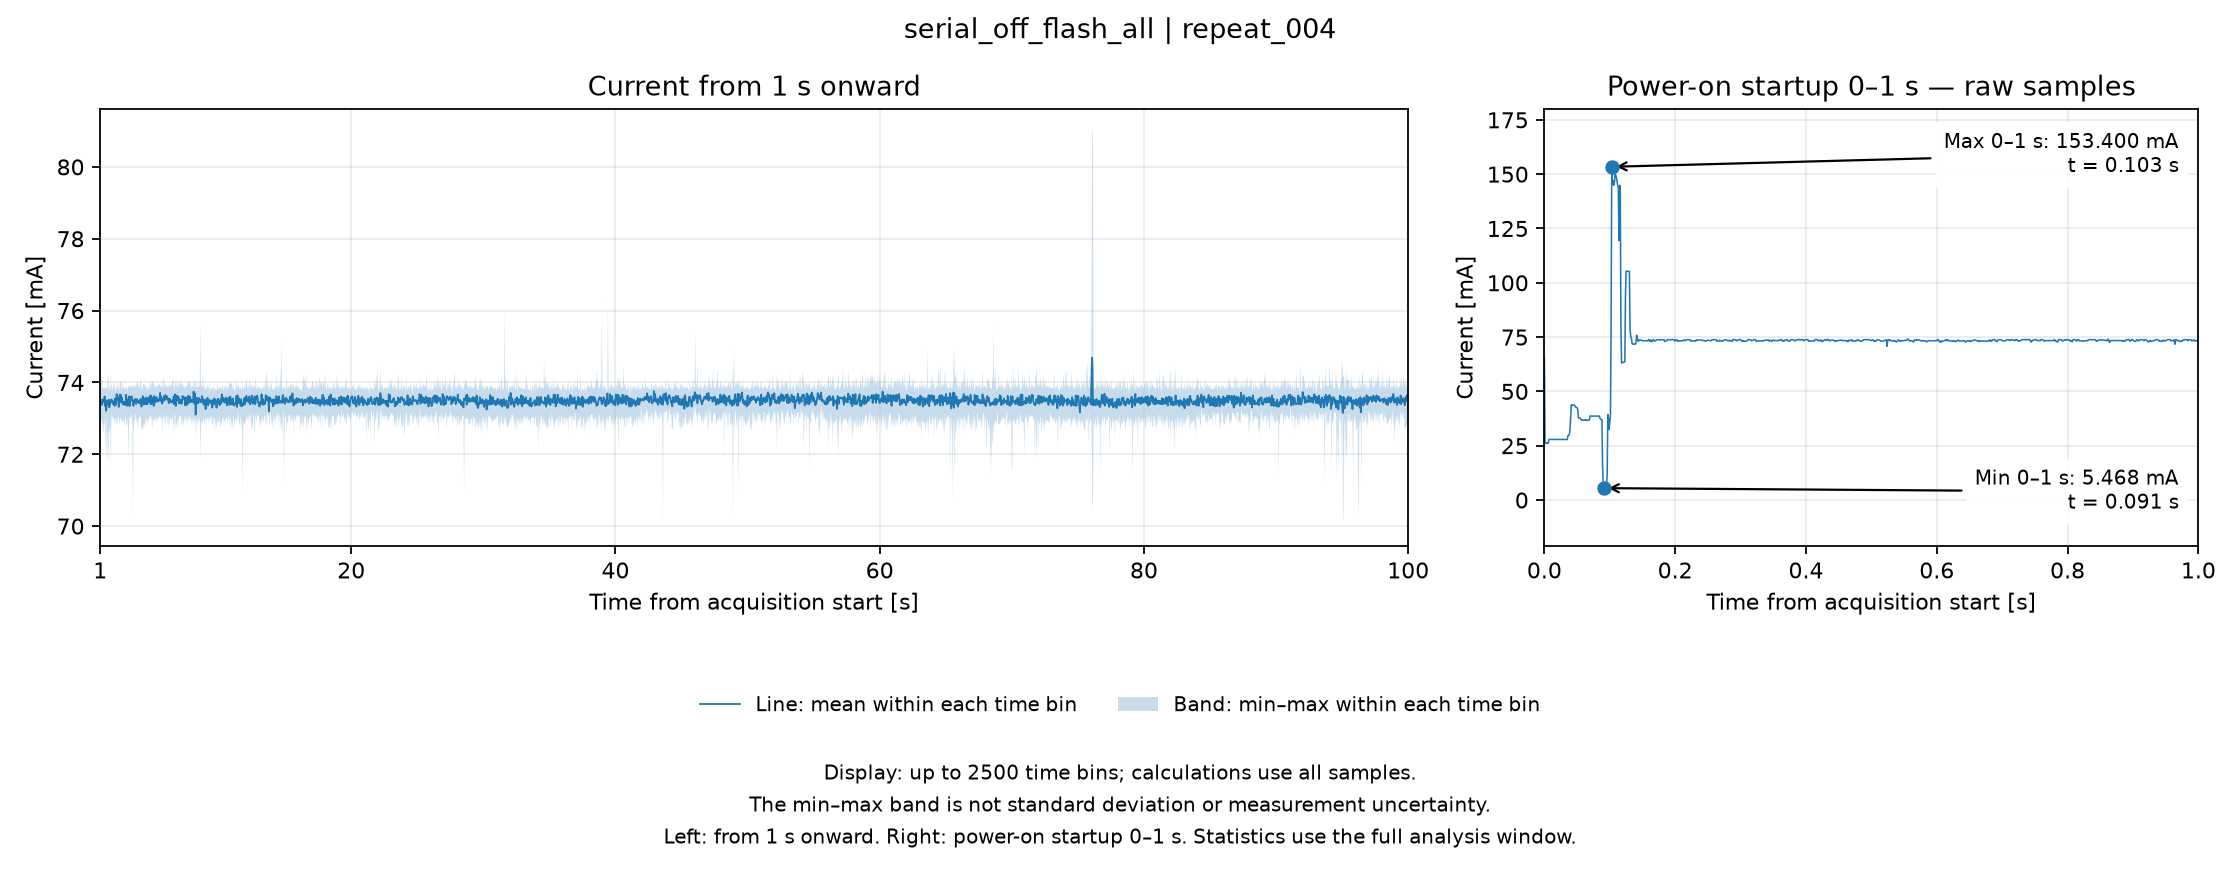 serial_off_flash_all | repeat_004
Current from 1 s onward
80
78
76
74
72
70
Current [mA]
1
20
40
60
80
100
Time from acquisition start [s]
Power-on startup 0–1 s — raw samples
175
150
125
100
75
50
25
0
Current [mA]
Max 0–1 s: 153.400 mA
t = 0.103 s
Min 0–1 s: 5.468 mA
t = 0.091 s
0.0
0.2
0.4
0.6
0.8
1.0
Time from acquisition start [s]
Line: mean within each time bin
Band: min–max within each time bin
Display: up to 2500 time bins; calculations use all samples.
The min–max band is not standard deviation or measurement uncertainty.
Left: from 1 s onward. Right: power-on startup 0–1 s. Statistics use the full analysis window.